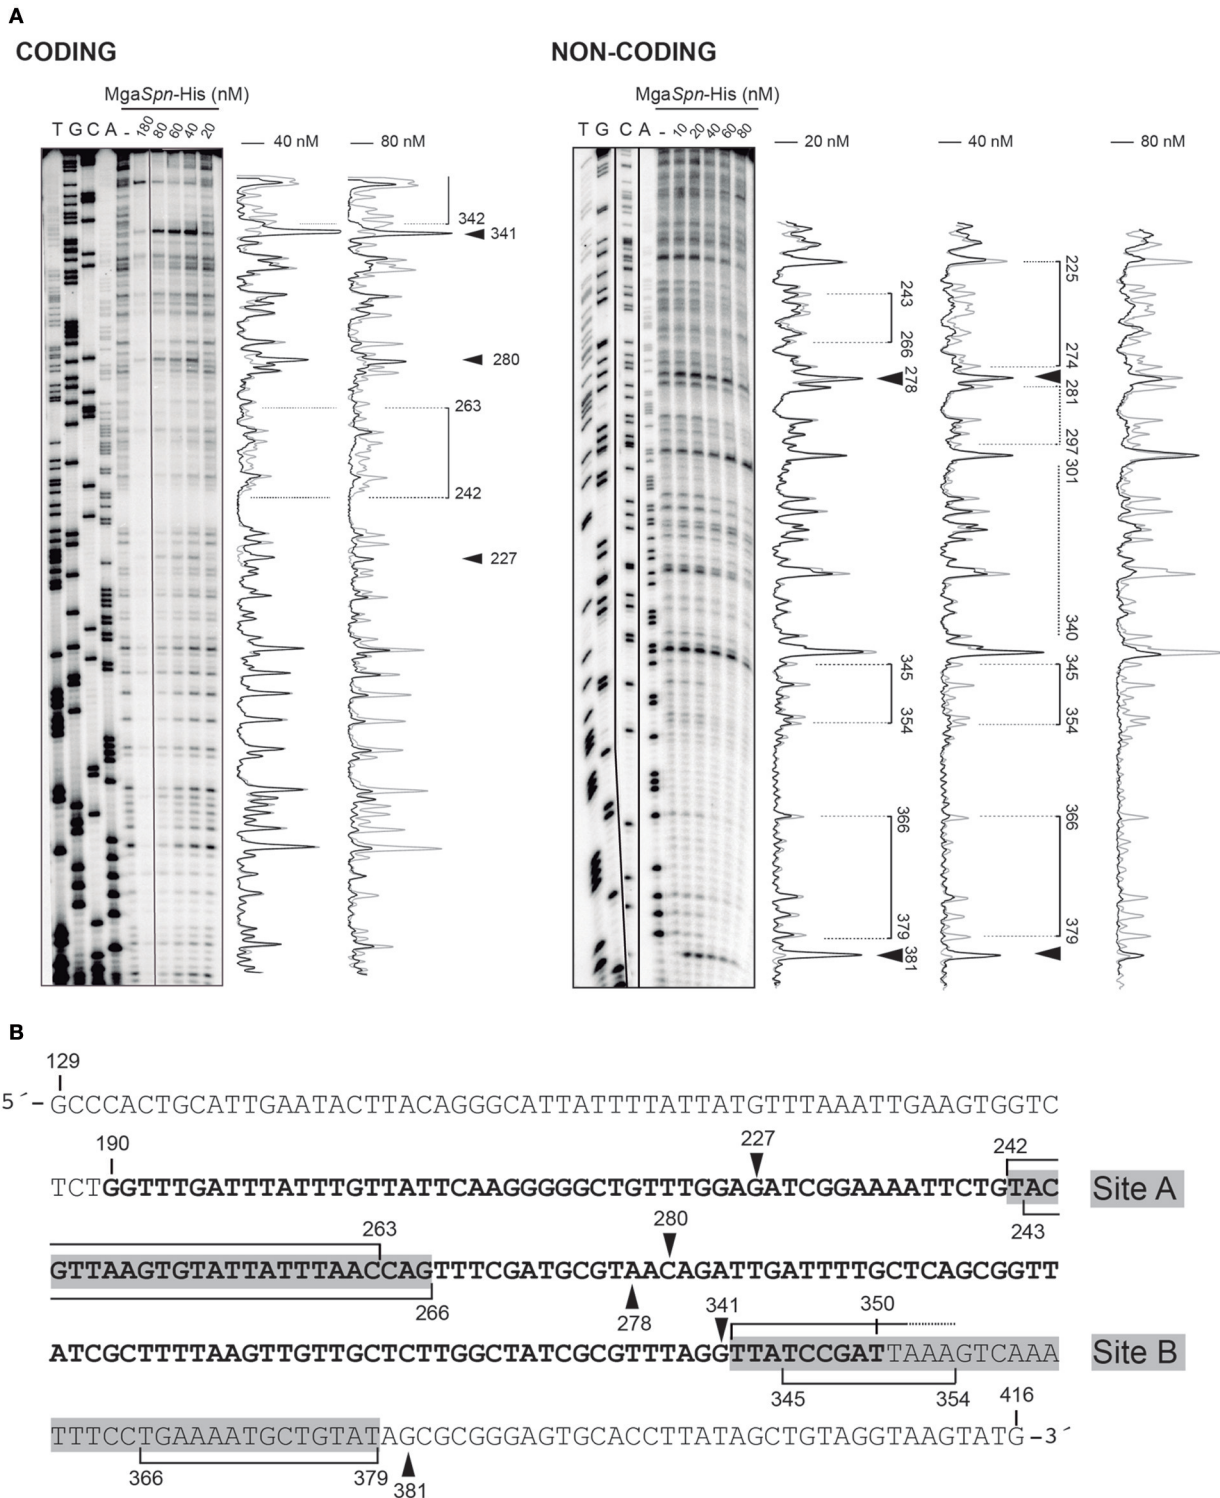 A
CODING
NON-CODING
MgaSpn-His (nM)
MgaSpn-His (nM)
T G C A - 180 80 60 40 20
40 nM
80 nM
T G C A - 10 20 40 60 80
20 nM
40 nM
80 nM
342
341
280
263
242
227
243
266
278
345
354
366
379
381
225
274
281
297
301
340
345
354
366
379
B
129
5´-GCCCACTGCATTGAATACTTACAGGGCATTATTTTATTATGTTTAAATTGAAGTGGTC
190
227
242
TCTGGTTTGATTTATTTGTTATTCAAGGGGGCTGTTTGGAGATCGGAAAATTCTGTAC
Site A
243
263
280
GTTAAGTGTATTATTTAACCAGTTTCGATGCGTAACAGATTGATTTTGCTCAGCGGTT
266
278
341
350
ATCGCTTTTAAGTTGTTGCTCTTGGCTATCGCGTTTAGGTTATCCGATTAAAGTCAAA
Site B
345
354
416
TTTCCTGAAAATGCTGTATAGCGCGGGAGTGCACCTTATAGCTGTAGGTAAGTATG-3´
366
379
381